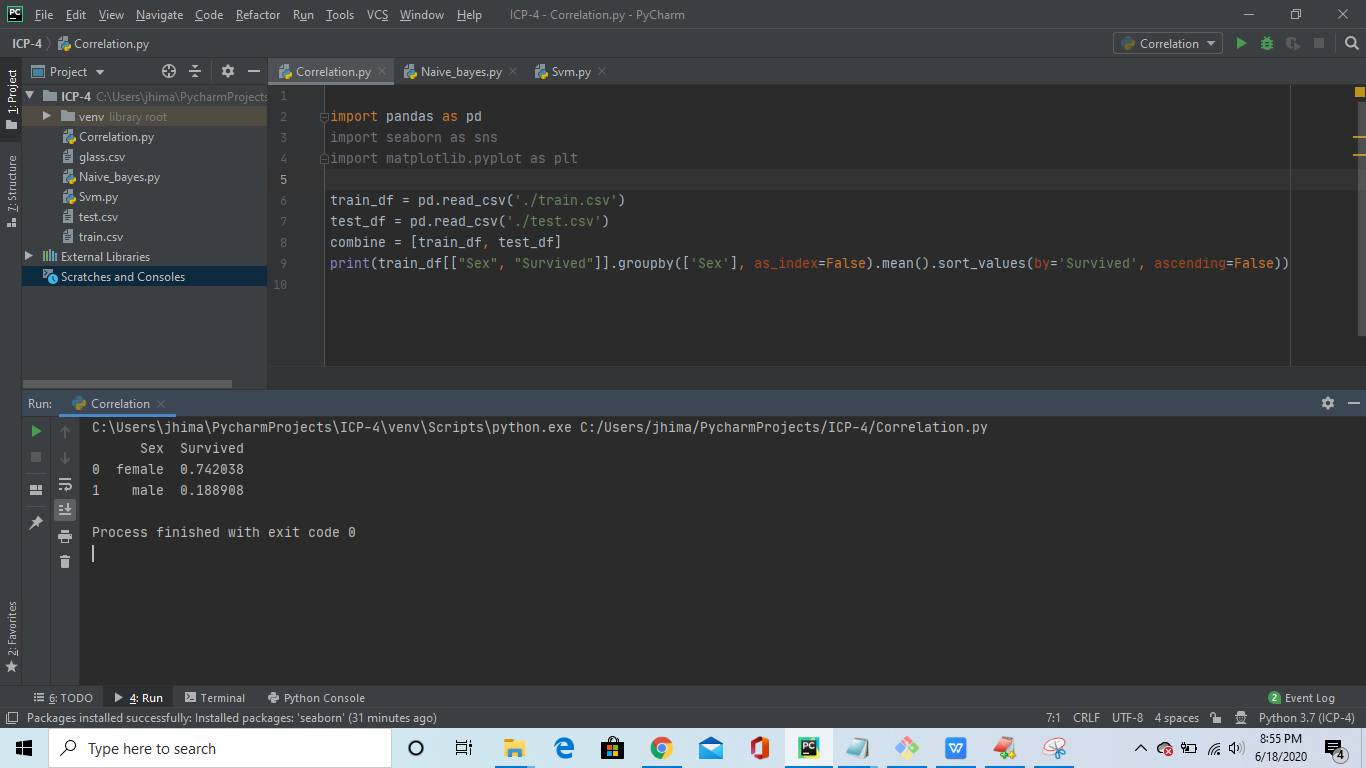 PC File Edit View Navigate Code Refactor Run Tools VCS Window Help ICP-4 - Correlation.py - PyCharm
ICP-4 Correlation.py Correlation
1: Project
7: Structure
2: Favorites
Project
Correlation.py Naive_bayes.py Svm.py
ICP-4 C:\Users\jhima\PycharmProjects
venv library root
Correlation.py
glass.csv
Naive_bayes.py
Svm.py
test.csv
train.csv
External Libraries
Scratches and Consoles
1
2 import pandas as pd
3 import seaborn as sns
4 import matplotlib.pyplot as plt
5
6 train_df = pd.read_csv('./train.csv')
7 test_df = pd.read_csv('./test.csv')
8 combine = [train_df, test_df]
9 print(train_df[["Sex", "Survived"]].groupby(['Sex'], as_index=False).mean().sort_values(by='Survived', ascending=False))
10
Run: Correlation
C:\Users\jhima\PycharmProjects\ICP-4\venv\Scripts\python.exe C:/Users/jhima/PycharmProjects/ICP-4/Correlation.py
Sex Survived
0 female 0.742038
1 male 0.188908
Process finished with exit code 0
6: TODO 4: Run Terminal Python Console 2 Event Log
Packages installed successfully: Installed packages: 'seaborn' (31 minutes ago) 7:1 CRLF UTF-8 4 spaces Python 3.7 (ICP-4)
Type here to search
PC
W
8:55 PM
6/18/2020
4